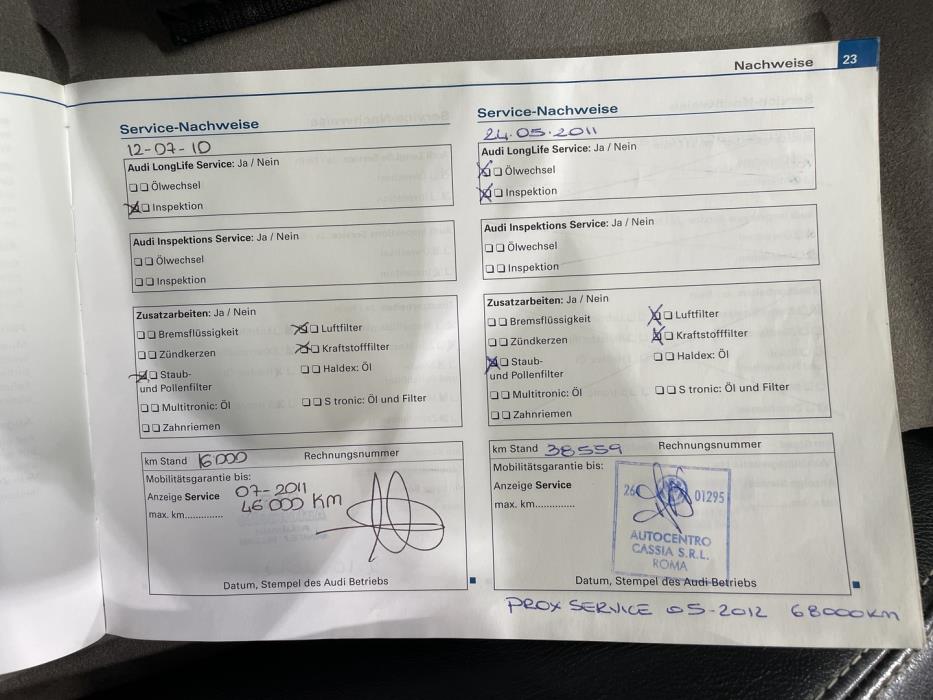 Nachweise 23
Service-Nachweise
12-07-10
Audi LongLife Service: Ja / Nein
Ölwechsel
Inspektion
Audi Inspektions Service: Ja / Nein
Ölwechsel
Inspektion
Zusatzarbeiten: Ja / Nein
Bremsflüssigkeit
Zündkerzen
Staub-
und Pollenfilter
Multitronic: Öl
Zahnriemen
Luftfilter
Kraftstofffilter
Haldex: Öl
S tronic: Öl und Filter
km Stand 16000 Rechnungsnummer
Mobilitätsgarantie bis:
Anzeige Service 07-2011
max. km.............. 46000 KM
Datum, Stempel des Audi Betriebs
Service-Nachweise
24.05.2011
Audi LongLife Service: Ja / Nein
Ölwechsel
Inspektion
Audi Inspektions Service: Ja / Nein
Ölwechsel
Inspektion
Zusatzarbeiten: Ja / Nein
Bremsflüssigkeit
Zündkerzen
Staub-
und Pollenfilter
Multitronic: Öl
Zahnriemen
Luftfilter
Kraftstofffilter
Haldex: Öl
S tronic: Öl und Filter
km Stand 38559 Rechnungsnummer
Mobilitätsgarantie bis:
Anzeige Service
max. km..............
01295
AUTOCENTRO
CASSIA S.R.L.
ROMA
Datum, Stempel des Audi Betriebs
PROX SERVICE 05-2012 68000KM